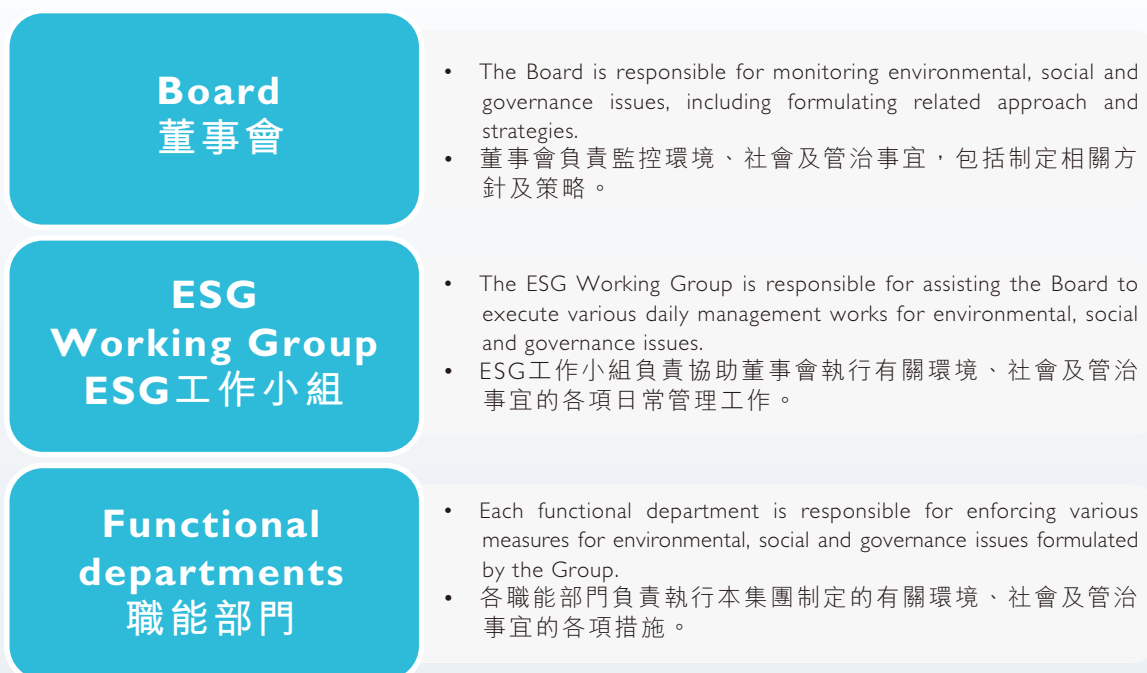 Board
董事會
• The Board is responsible for monitoring environmental, social and
governance issues, including formulating related approach and
strategies.
• 董事會負責監控環境、社會及管治事宜，包括制定相關方
針及策略。
ESG
Working Group
ESG工作小組
• The ESG Working Group is responsible for assisting the Board to
execute various daily management works for environmental, social
and governance issues.
• ESG工作小組負責協助董事會執行有關環境、社會及管治
事宜的各項日常管理工作。
Functional
departments
職能部門
• Each functional department is responsible for enforcing various
measures for environmental, social and governance issues formulated
by the Group.
• 各職能部門負責執行本集團制定的有關環境、社會及管治
事宜的各項措施。